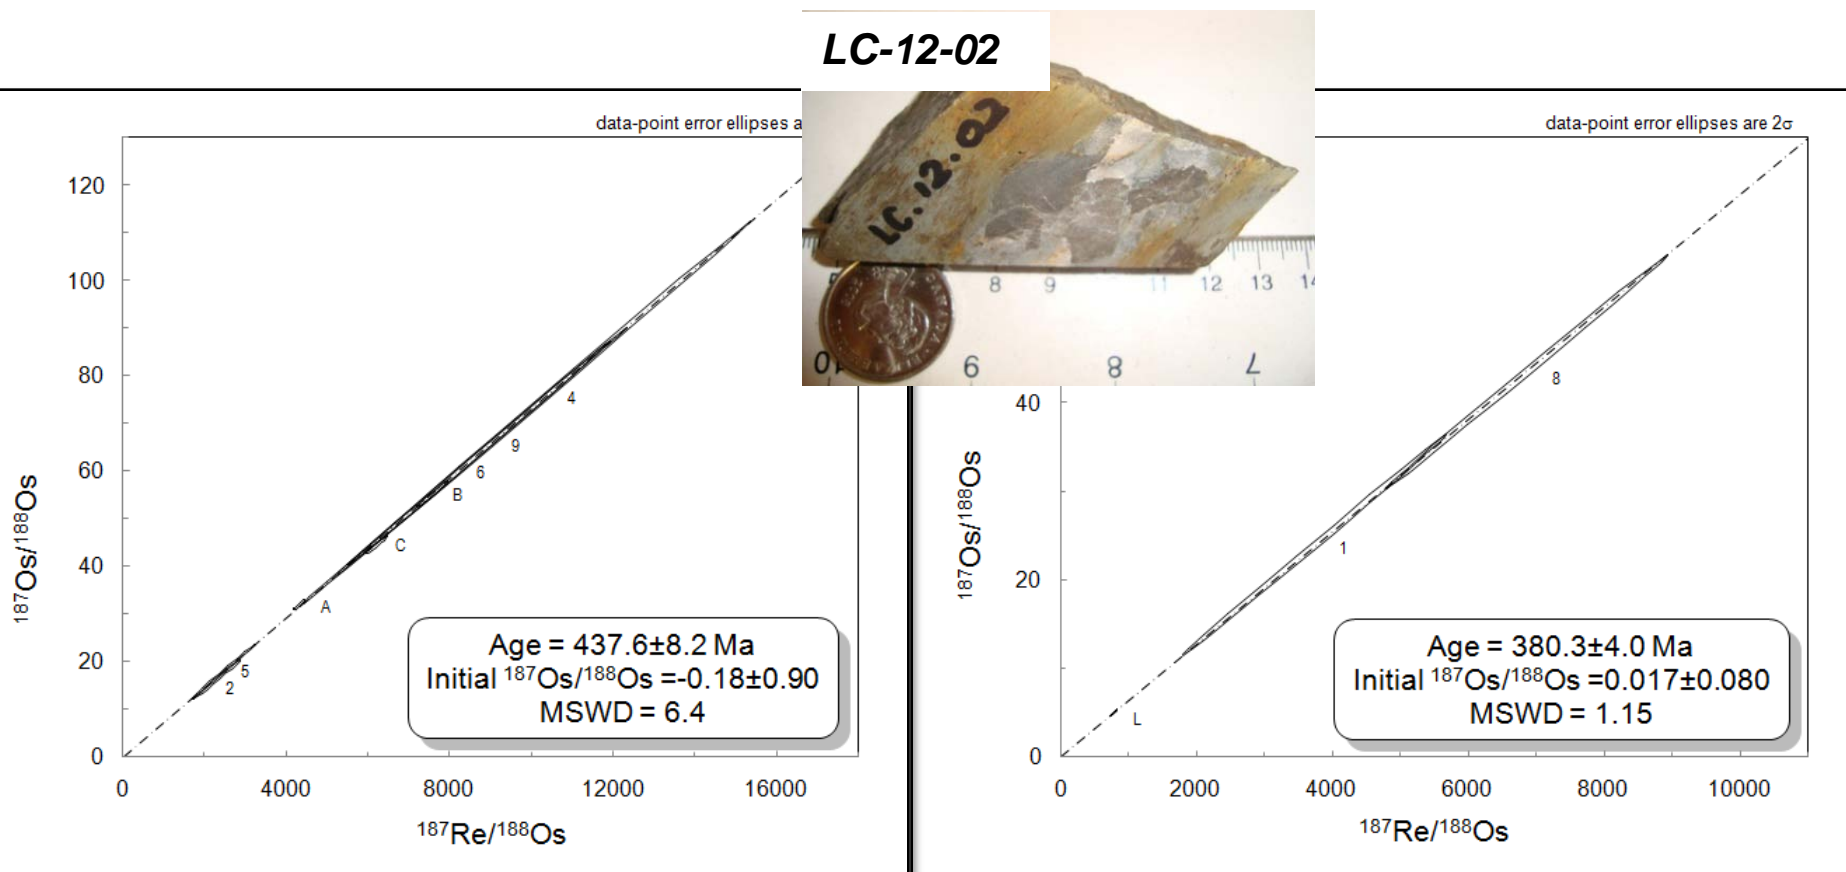 LC-12-02
data-point error ellipses a
120
100
80
60
40
20
0
187Os/188Os
4
9
6
B
C
A
5
2
Age = 437.6±8.2 Ma
Initial 187Os/188Os =-0.18±0.90
MSWD = 6.4
0
4000
8000
12000
16000
187Re/188Os
LC.12.02
8
9
11
12
13
14
CANADA
6
8
7
data-point error ellipses are 2σ
40
20
0
187Os/188Os
8
1
L
Age = 380.3±4.0 Ma
Initial 187Os/188Os =0.017±0.080
MSWD = 1.15
0
2000
4000
6000
8000
10000
187Re/188Os